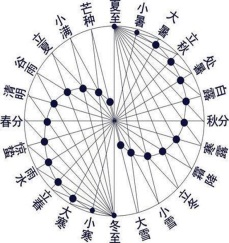 夏至
小暑
大暑
立秋
处暑
白露
秋分
寒露
霜降
立冬
小雪
大雪
冬至
小寒
大寒
立春
雨水
惊蛰
春分
清明
谷雨
立夏
小满
芒种